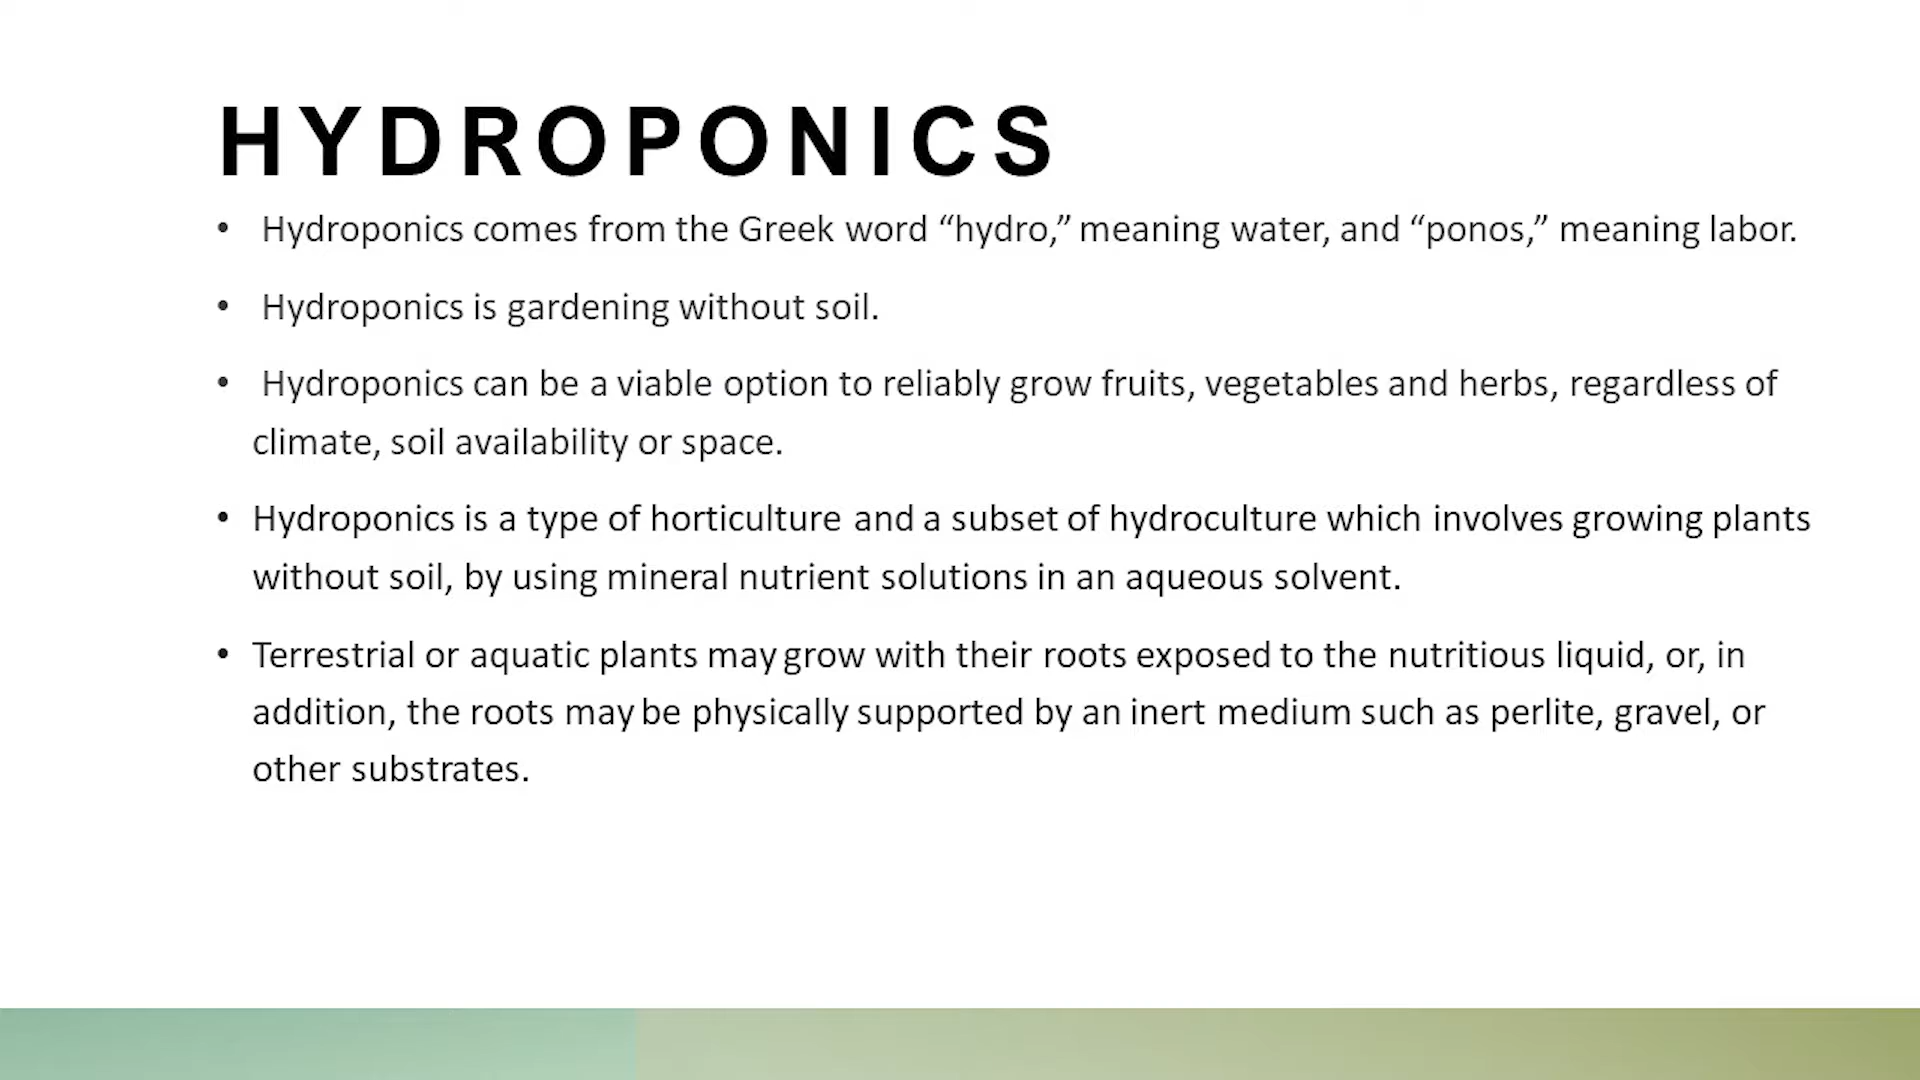 HYDROPONICS
• Hydroponics comes from the Greek word “hydro,” meaning water, and “ponos,” meaning labor.
• Hydroponics is gardening without soil.
• Hydroponics can be a viable option to reliably grow fruits, vegetables and herbs, regardless of
climate, soil availability or space.
• Hydroponics is a type of horticulture and a subset of hydroculture which involves growing plants
without soil, by using mineral nutrient solutions in an aqueous solvent.
• Terrestrial or aquatic plants may grow with their roots exposed to the nutritious liquid, or, in
addition, the roots may be physically supported by an inert medium such as perlite, gravel, or
other substrates.